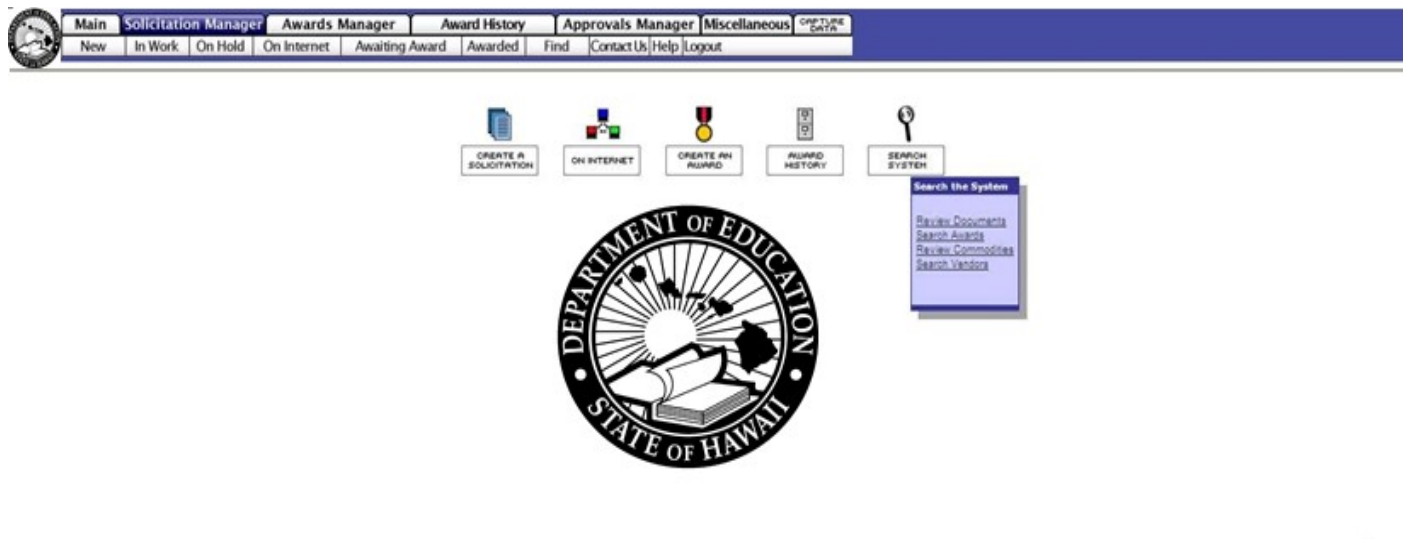 Main Solicitation Manager Awards Manager Award History Approvals Manager Miscellaneous CAPTURE DATA
New In Work On Hold On Internet Awaiting Award Awarded Find Contact Us Help Logout
CREATE A SOLICITATION
ON INTERNET
CREATE AN AWARD
AWARD HISTORY
SEARCH SYSTEM
Search the System
Review Documents
Search Awards
Review Commodities
Search Vendors
DEPARTMENT OF EDUCATION
STATE OF HAWAII